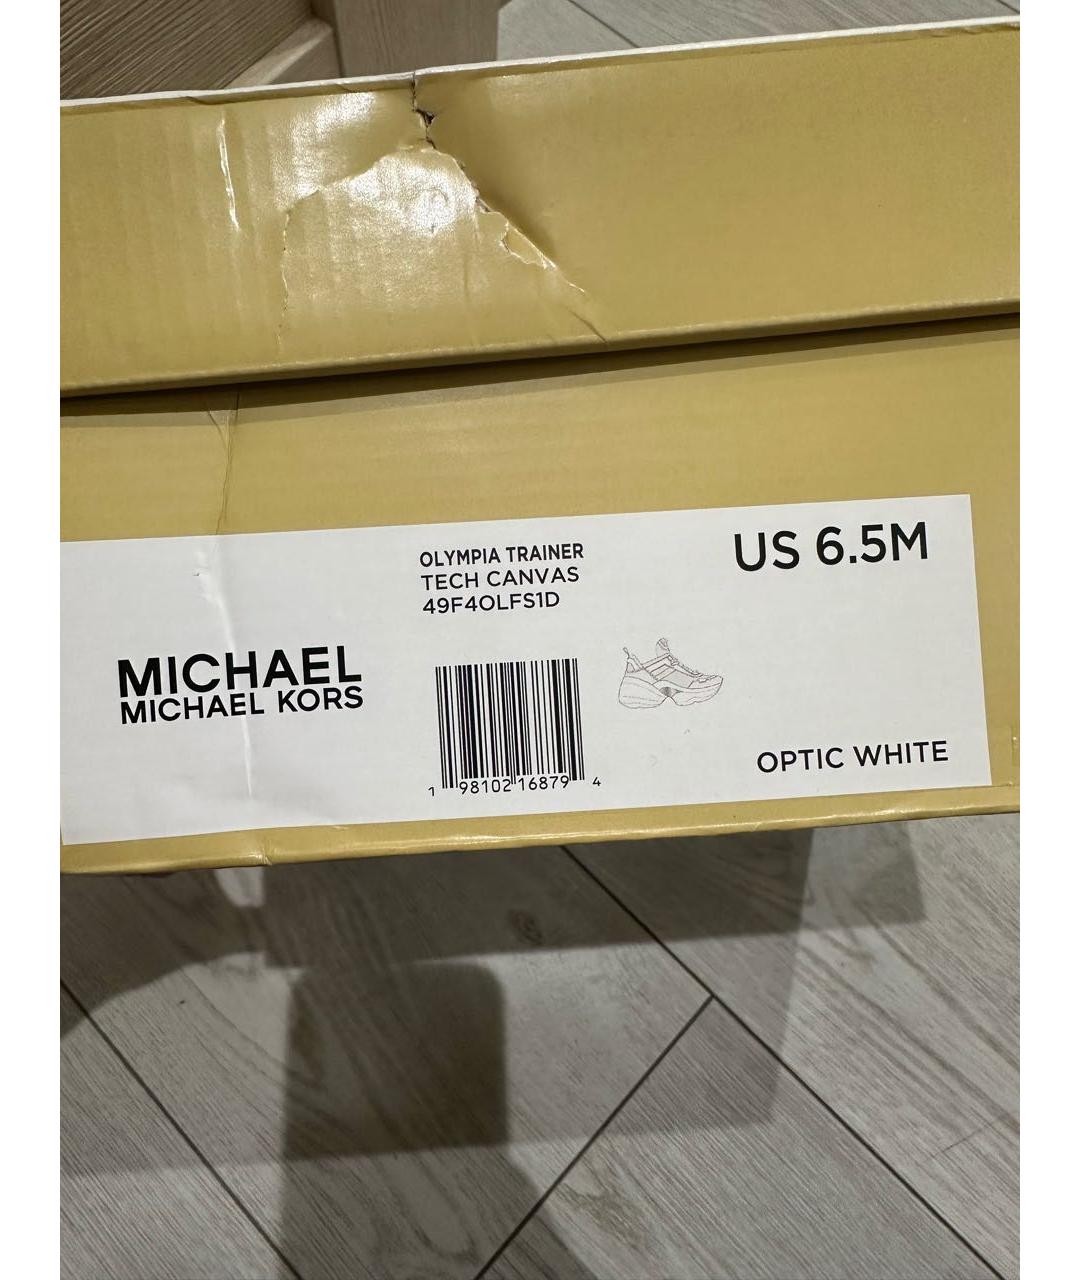 OLYMPIA TRAINER
TECH CANVAS
49F4OLFS1D
US 6.5M
MICHAEL
MICHAEL KORS
1 98102 16879 4
OPTIC WHITE